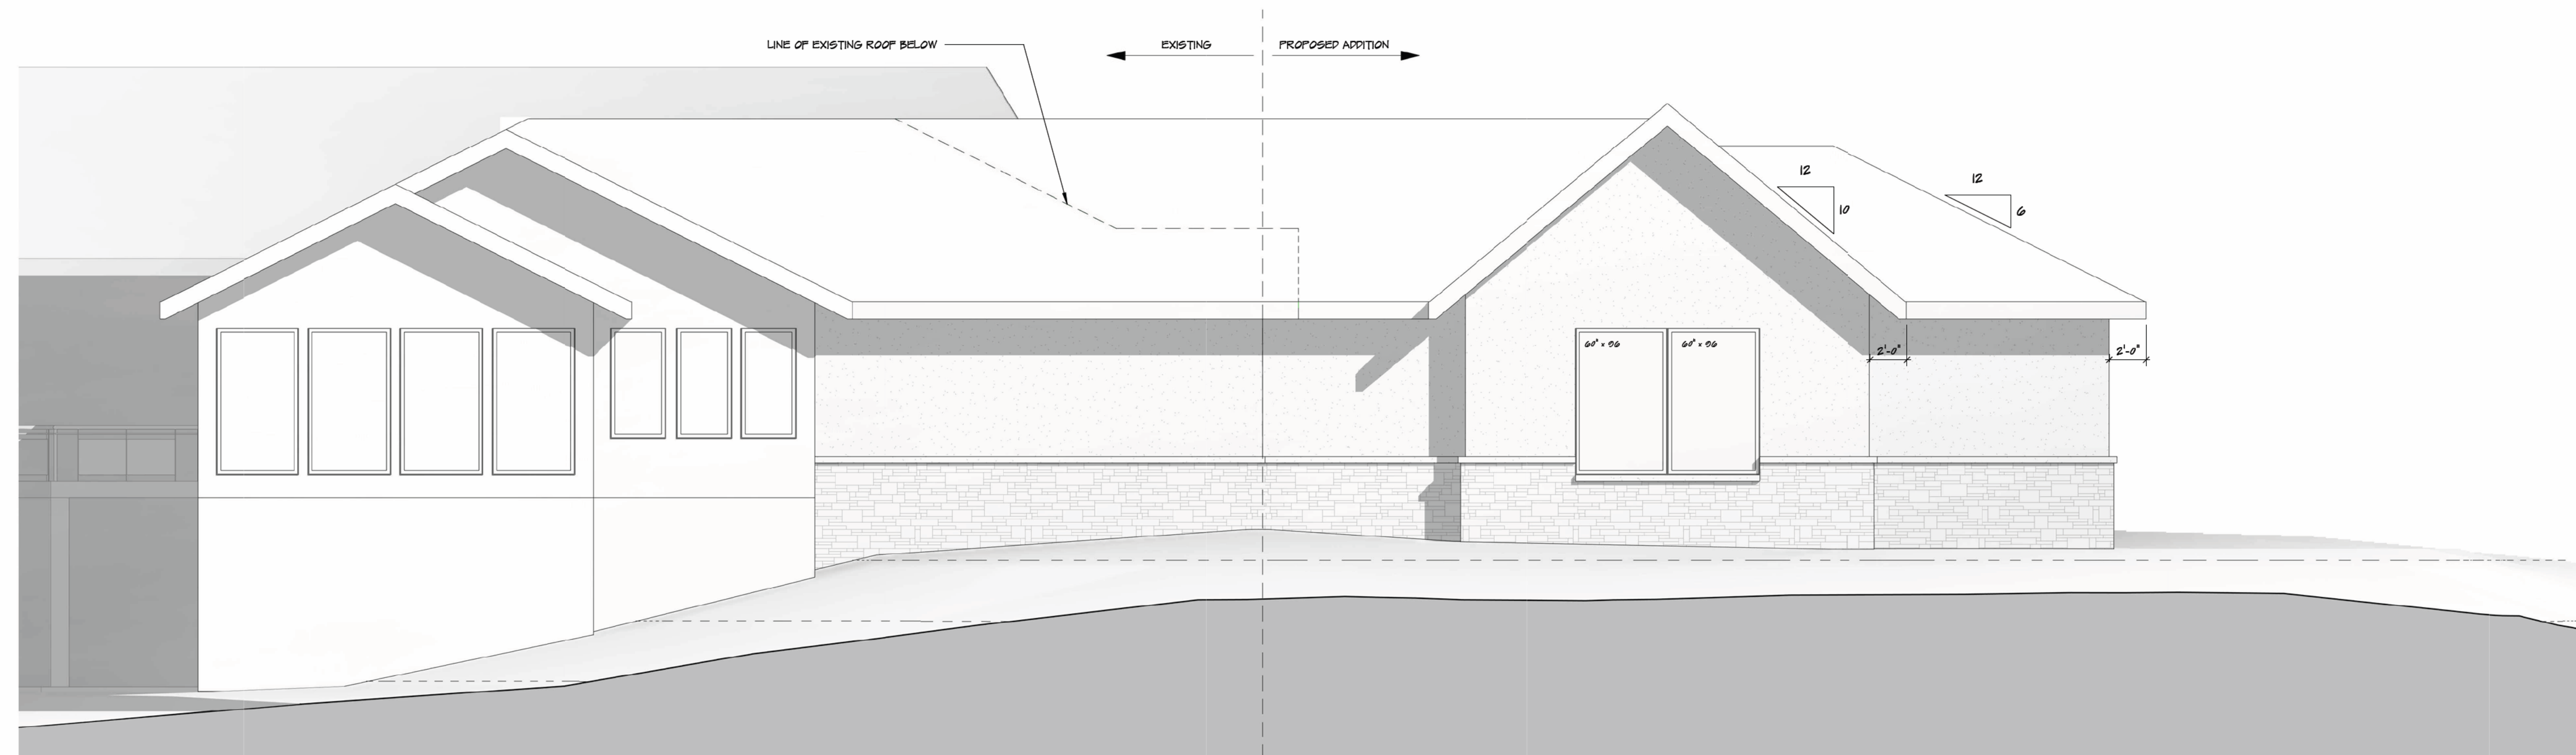 LINE OF EXISTING ROOF BELOW
EXISTING
PROPOSED ADDITION
12
10
12
6
60" x 96
60" x 96
2'-0"
2'-0"